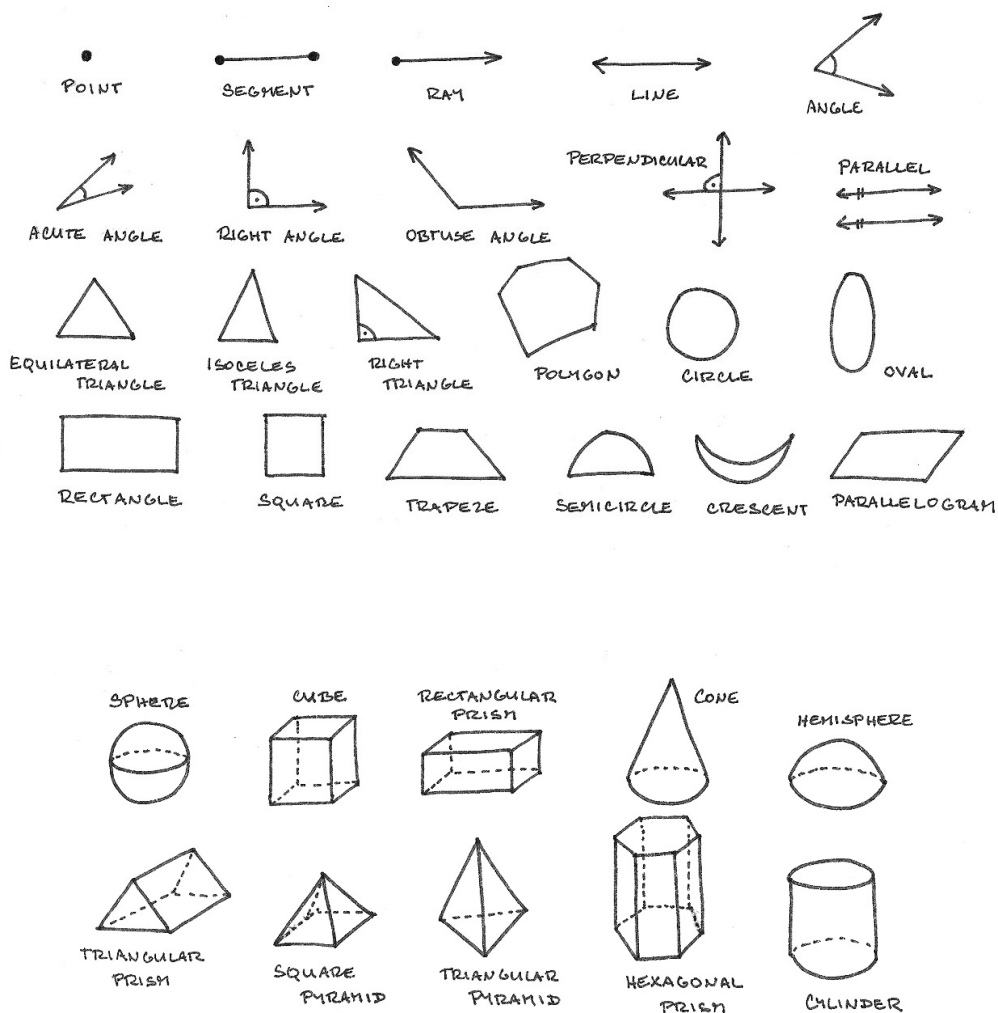 POINT
SEGMENT
RAY
LINE
ANGLE
ACUTE ANGLE
RIGHT ANGLE
OBTUSE ANGLE
PERPENDICULAR
PARALLEL
EQUILATERAL
TRIANGLE
ISOCELES
TRIANGLE
RIGHT
TRIANGLE
POLYGON
CIRCLE
OVAL
RECTANGLE
SQUARE
TRAPEZE
SEMICIRCLE
CRESCENT
PARALLELOGRAM
SPHERE
CUBE
RECTANGULAR
PRISM
CONE
HEMISPHERE
TRIANGULAR
PRISM
SQUARE
PYRAMID
TRIANGULAR
PYRAMID
HEXAGONAL
PRISM
CYLINDER